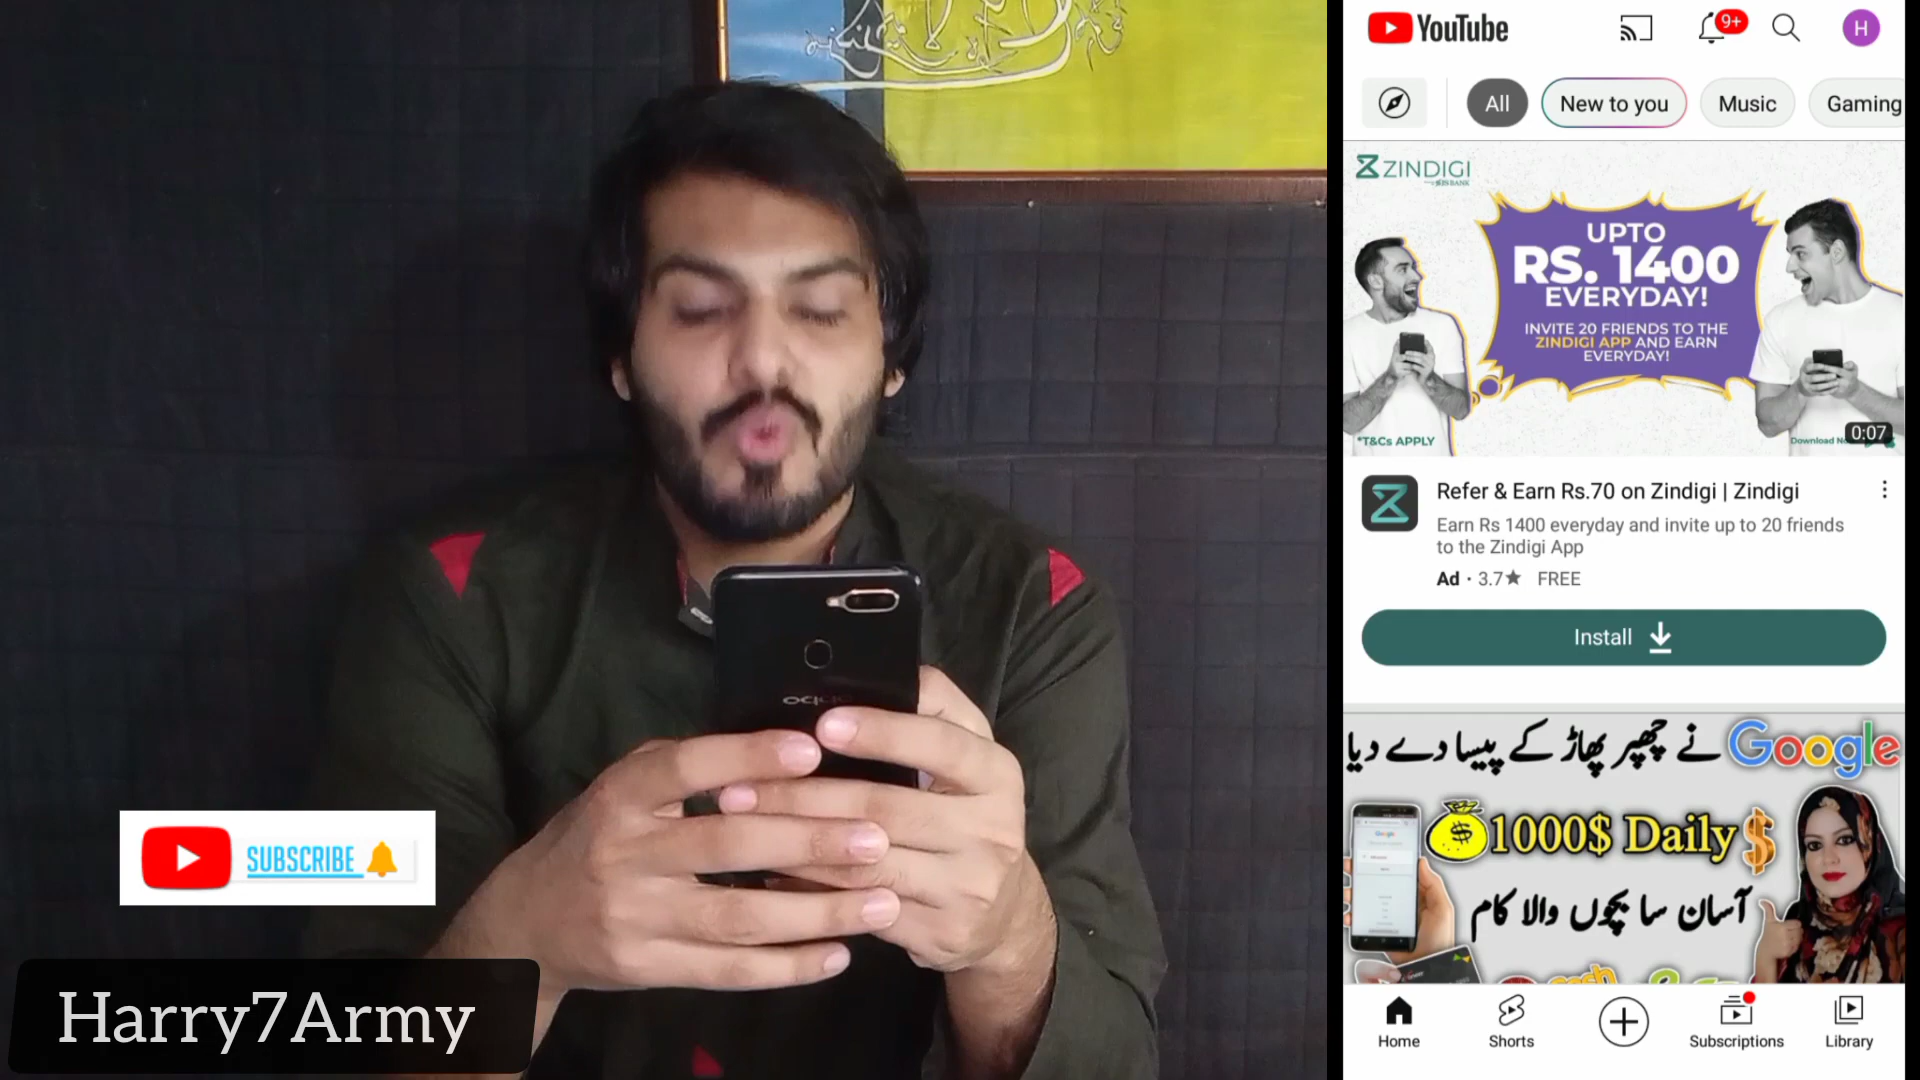 oppo
SUBSCRIBE
Harry7Army
YouTube
9+
H
All
New to you
Music
Gaming
ZINDIGI
UPTO
RS. 1400
EVERYDAY!
INVITE 20 FRIENDS TO THE
ZINDIGI APP AND EARN
EVERYDAY!
*T&Cs APPLY
0:07
Refer & Earn Rs.70 on Zindigi | Zindigi
Earn Rs 1400 everyday and invite up to 20 friends
to the Zindigi App
Ad · 3.7★ FREE
Install
Google نے چھپر پھاڑ کے پیسا دے دیا
1000$ Daily
آسان سا بچوں والا کام
Home
Shorts
Subscriptions
Library